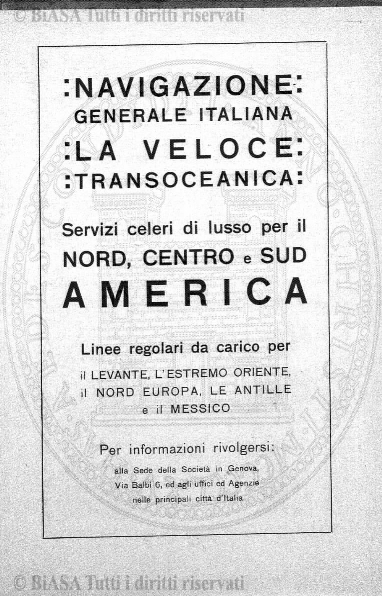 © BiASA Tutti i diritti riservati
:NAVIGAZIONE:
GENERALE ITALIANA
:LA VELOCE:
:TRANSOCEANICA:
Servizi celeri di lusso per il
NORD, CENTRO e SUD
AMERICA
Linee regolari da carico per
il LEVANTE, L'ESTREMO ORIENTE,
il NORD EUROPA, LE ANTILLE
e il MESSICO
Per informazioni rivolgersi:
alla Sede della Società in Genova,
Via Balbi 6, ed agli uffici ed Agenzie
nelle principali città d'Italia
© BiASA Tutti i diritti riservati